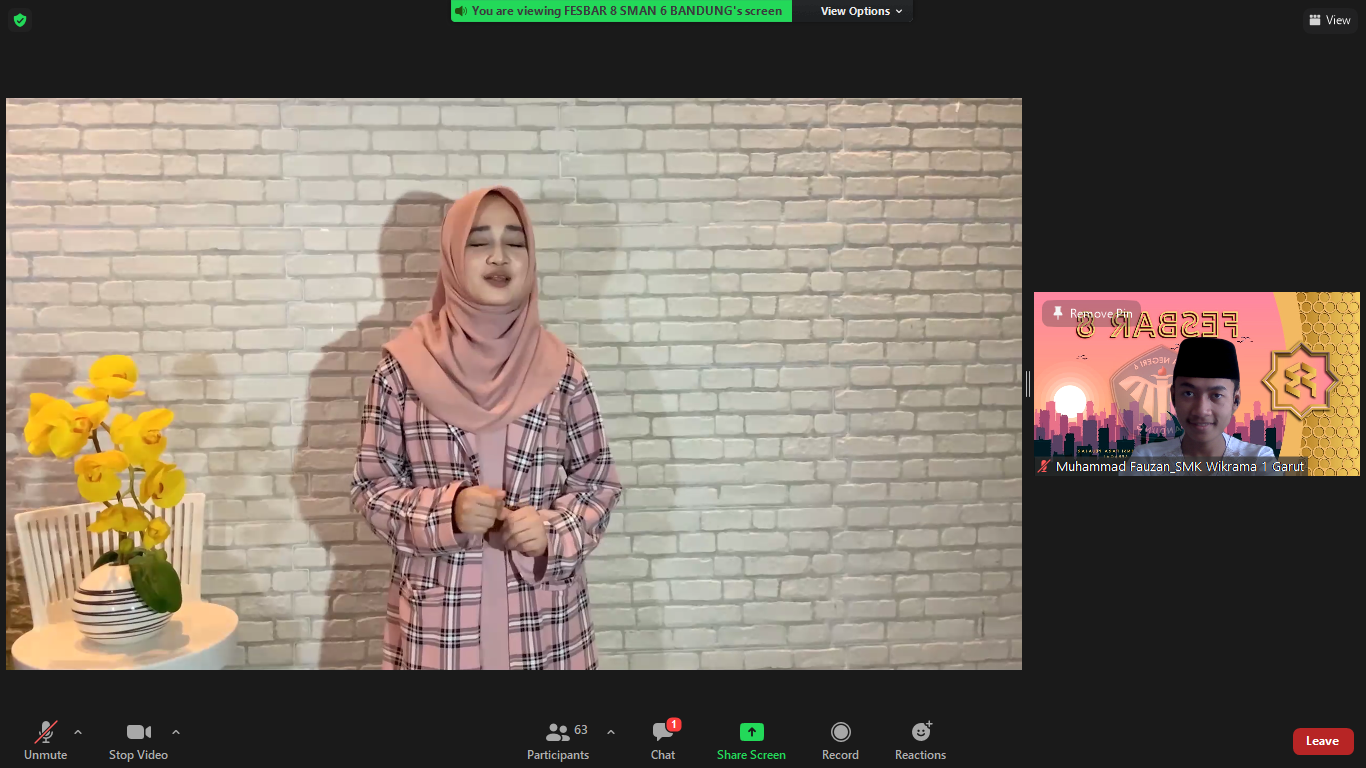 You are viewing FESBAR 8 SMAN 6 BANDUNG's screen
View Options
View
Remove Pin
FESBAR 8
Muhammad Fauzan_SMK Wikrama 1 Garut
Unmute
Stop Video
63
Participants
1
Chat
Share Screen
Record
Reactions
Leave